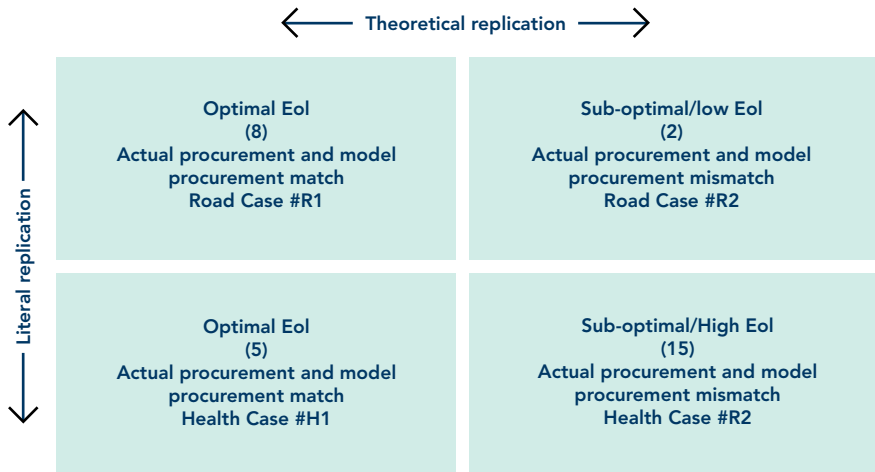 Theoretical replication
Literal replication
Optimal EoI
(8)
Actual procurement and model
procurement match
Road Case #R1
Sub-optimal/low EoI
(2)
Actual procurement and model
procurement mismatch
Road Case #R2
Optimal EoI
(5)
Actual procurement and model
procurement match
Health Case #H1
Sub-optimal/High EoI
(15)
Actual procurement and model
procurement mismatch
Health Case #R2